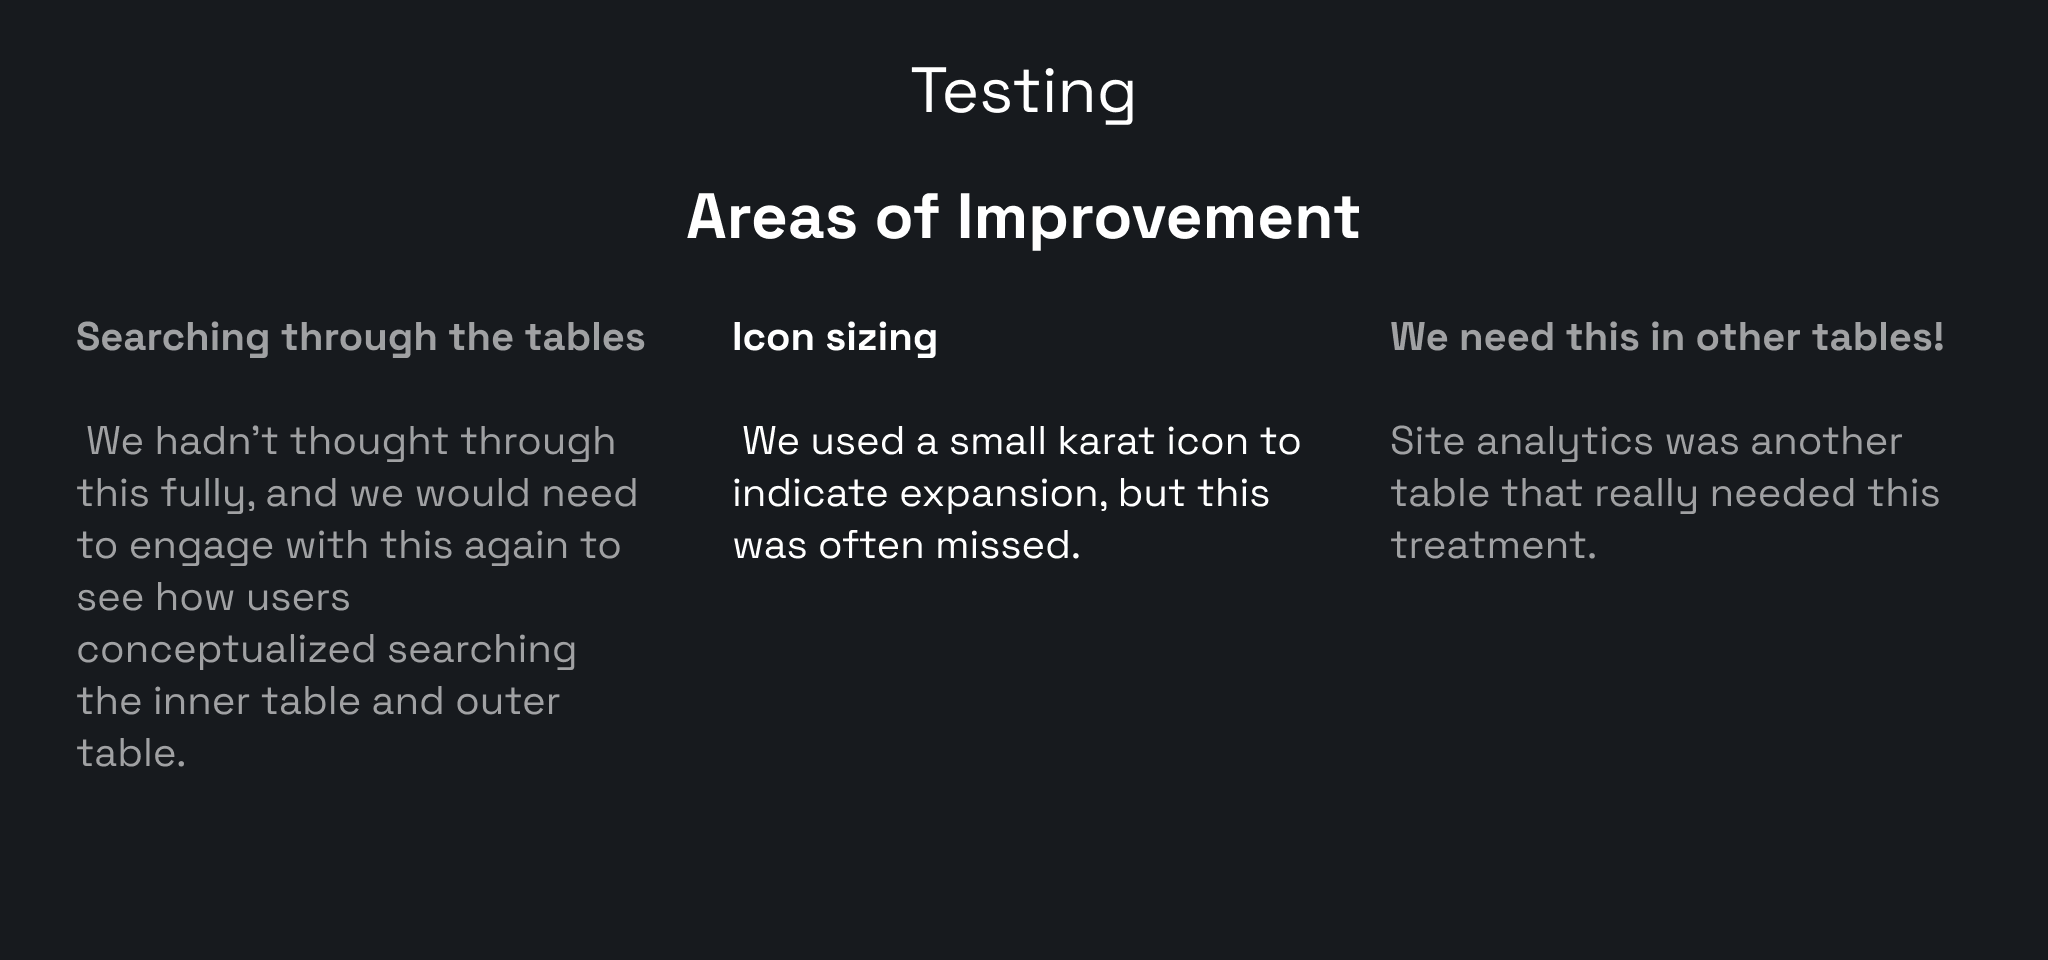 Testing
Areas of Improvement
Searching through the tables
We hadn’t thought through
this fully, and we would need
to engage with this again to
see how users
conceptualized searching
the inner table and outer
table.
Icon sizing
We used a small karat icon to
indicate expansion, but this
was often missed.
We need this in other tables!
Site analytics was another
table that really needed this
treatment.